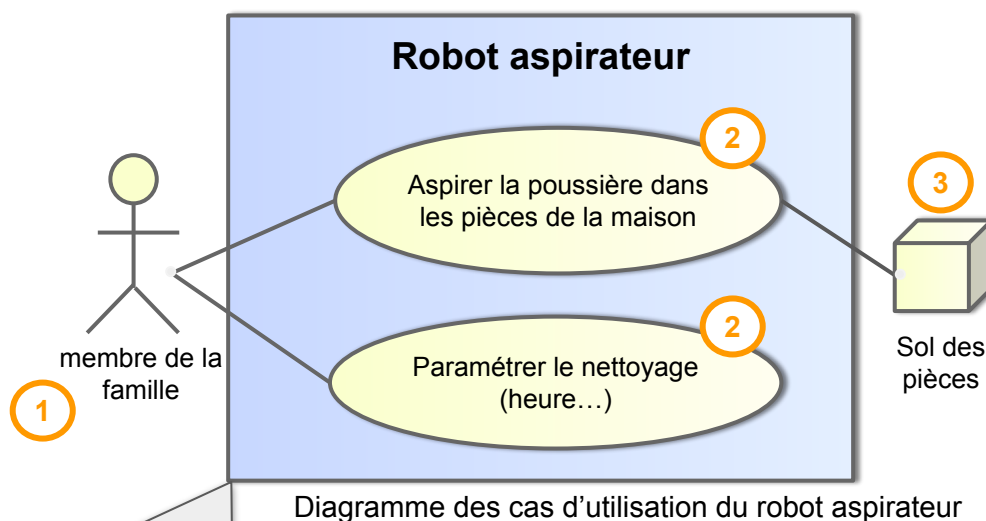 Robot aspirateur
2
Aspirer la poussière dans
les pièces de la maison
3
2
Paramétrer le nettoyage
(heure…)
membre de la
famille
1
Sol des
pièces
Diagramme des cas d’utilisation du robot aspirateur